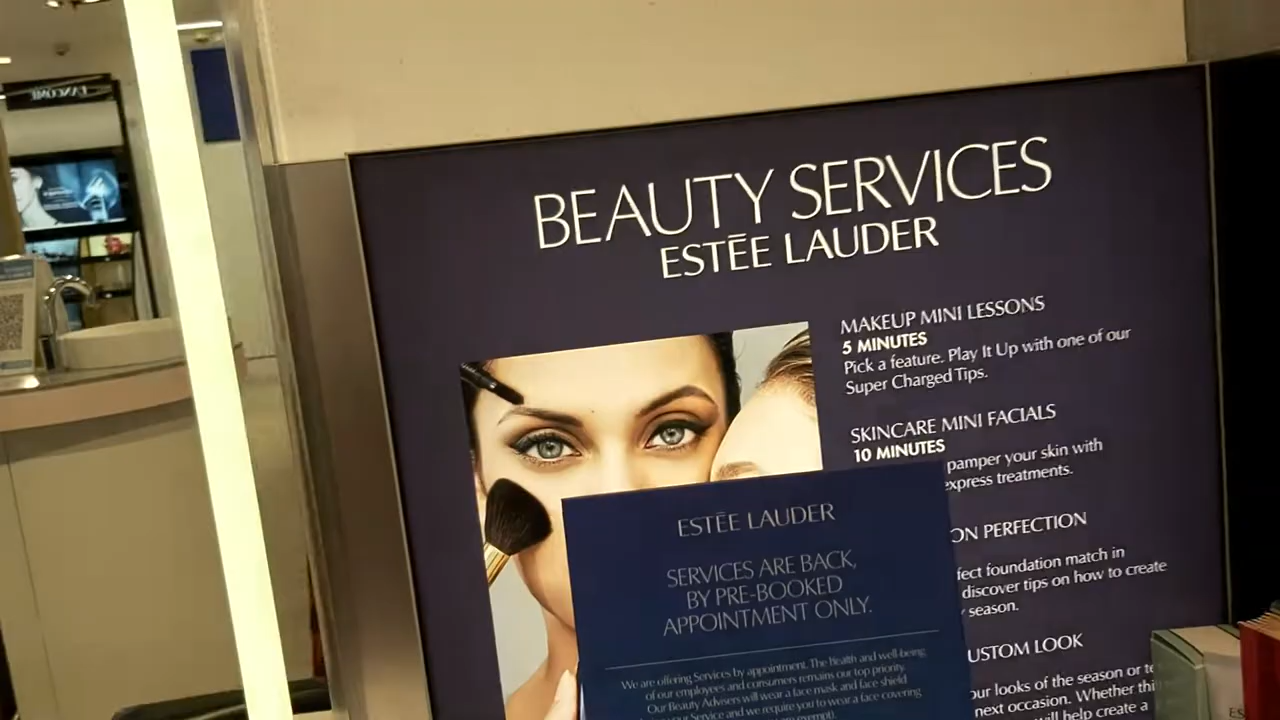 BEAUTY SERVICES
ESTĒE LAUDER
MAKEUP MINI LESSONS
5 MINUTES
Pick a feature. Play It Up with one of our
Super Charged Tips.
SKINCARE MINI FACIALS
10 MINUTES
pamper your skin with
express treatments.
ON PERFECTION
fect foundation match in
discover tips on how to create
season.
USTOM LOOK
our looks of the season or te
next occasion. Whether thi
will help create a
ESTĒE LAUDER
SERVICES ARE BACK,
BY PRE-BOOKED
APPOINTMENT ONLY.
We are offering Services by appointment. The health and well-being
of our employees and consumers remains our top priority.
Our Beauty Advisers will wear a face mask and face shield
your Service and we require you to wear a face covering
exempt).
LANCOME
Es